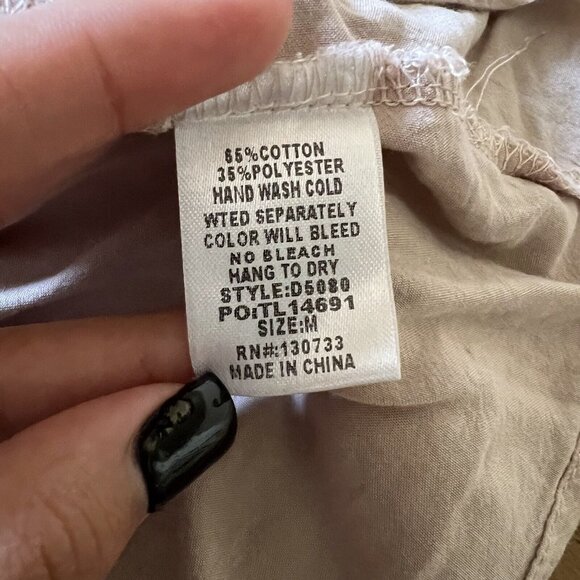 65%COTTON
35%POLYESTER
HAND WASH COLD
WTED SEPARATELY
COLOR WILL BLEED
NO BLEACH
HANG TO DRY
STYLE:D5080
PO:TL14691
SIZE:M
RN#:130733
MADE IN CHINA